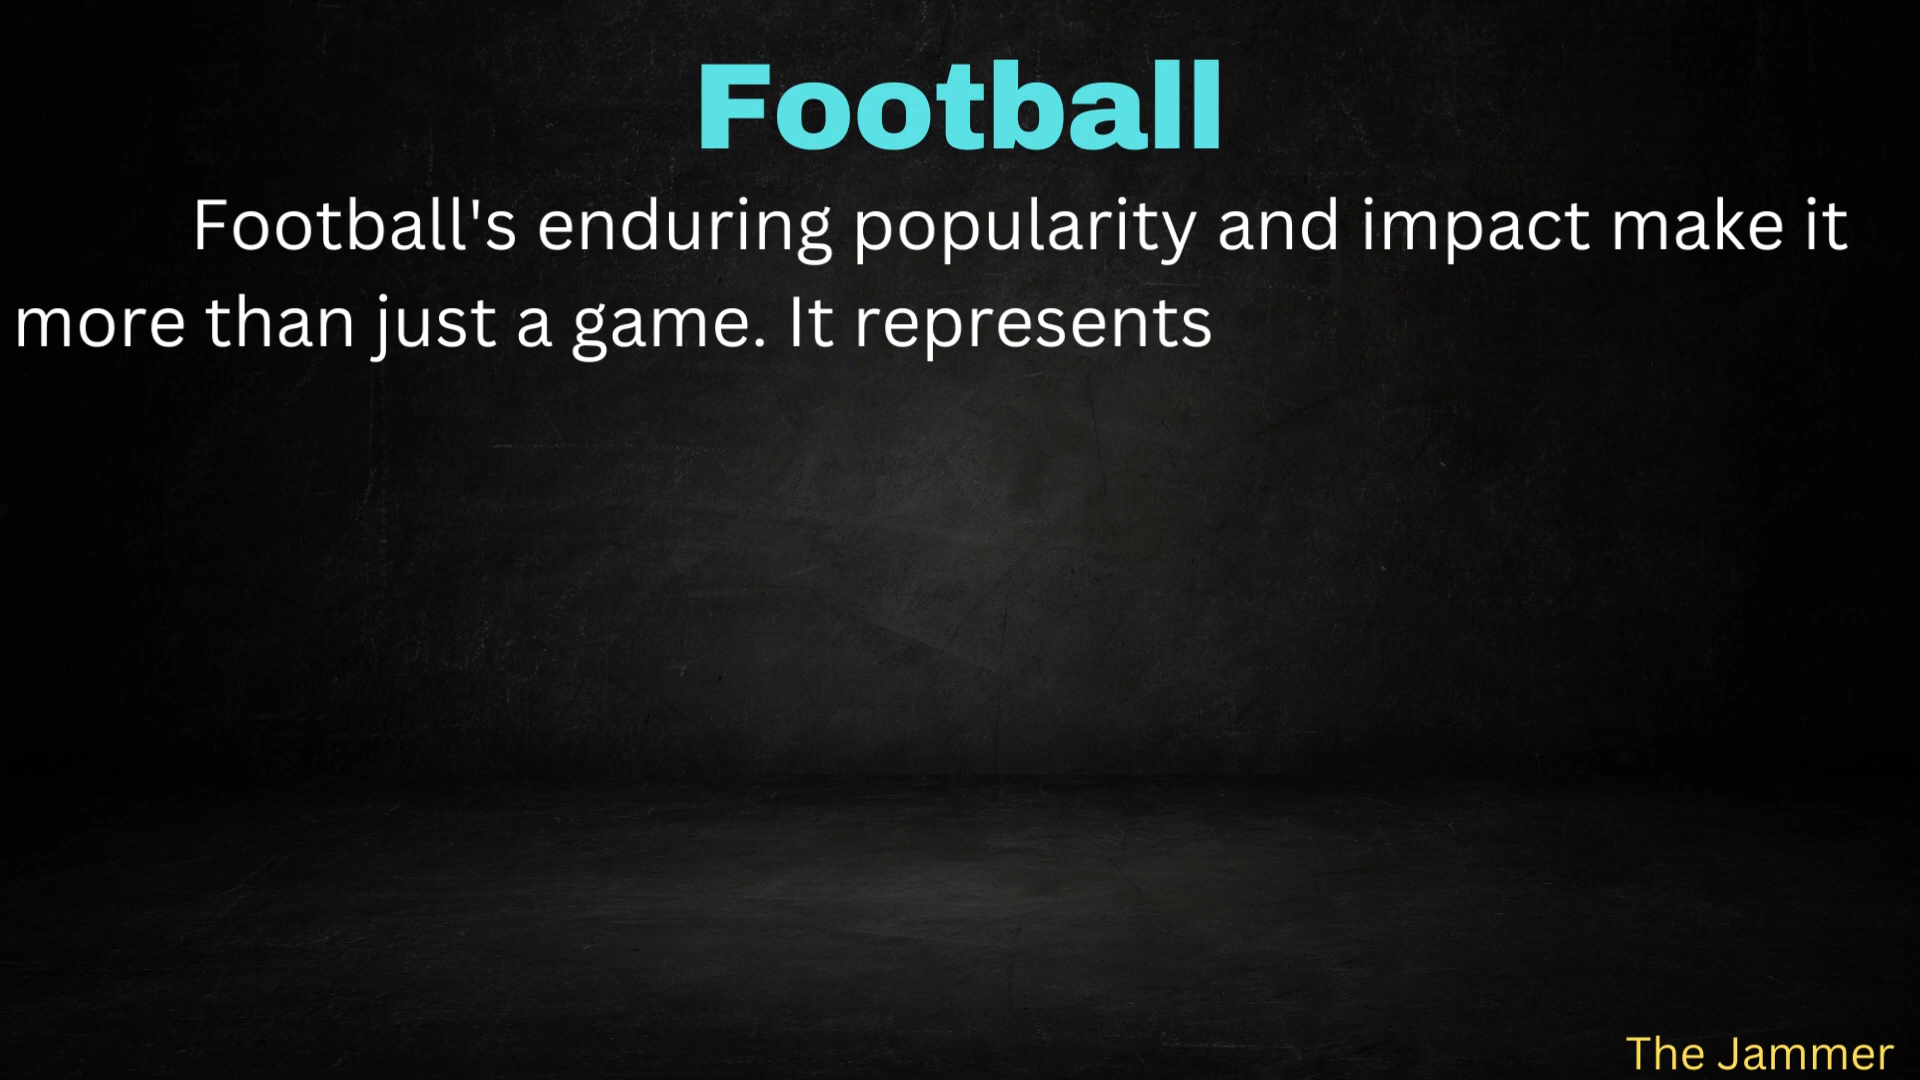 Football
Football's enduring popularity and impact make it
more than just a game. It represents
The Jammer